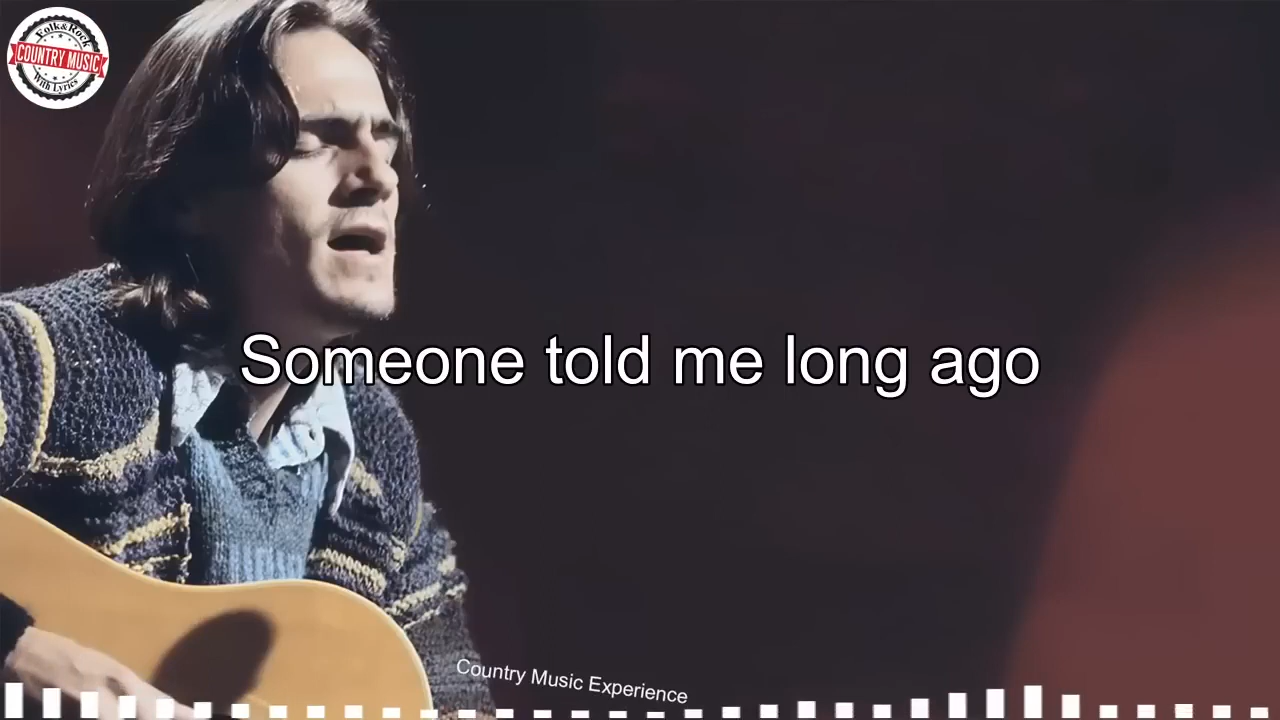 Folk&Rock
COUNTRY MUSIC
With Lyrics
Someone told me long ago
Country Music Experience